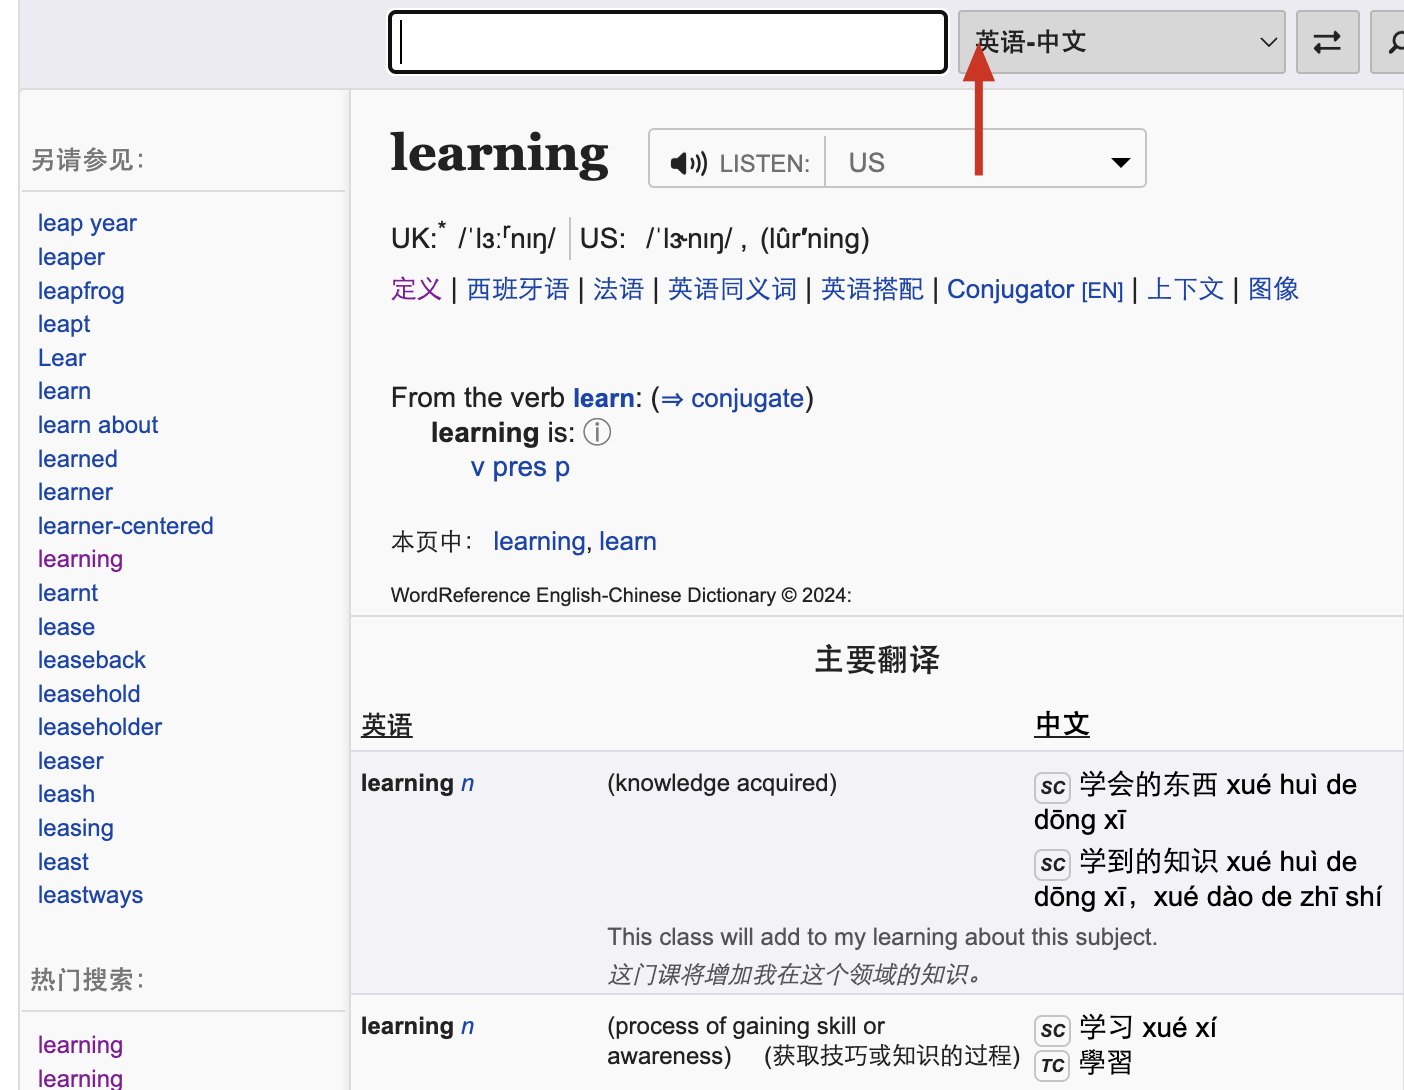 英语-中文
另请参见：
leap year
leaper
leapfrog
leapt
Lear
learn
learn about
learned
learner
learner-centered
learning
learnt
lease
leaseback
leasehold
leaseholder
leaser
leash
leasing
least
leastways
热门搜索：
learning
learning
learning LISTEN: US
UK:* /ˈlɜːʳnɪŋ/ US: /ˈlɝnɪŋ/ , (lûr′ning)
定义 | 西班牙语 | 法语 | 英语同义词 | 英语搭配 | Conjugator [EN] | 上下文 | 图像
From the verb learn: (⇒ conjugate)
learning is: ⓘ
v pres p
本页中： learning, learn
WordReference English-Chinese Dictionary © 2024:
主要翻译
英语 中文
learning n (knowledge acquired) SC 学会的东西 xué huì de
dōng xī
SC 学到的知识 xué huì de
dōng xī，xué dào de zhī shí
This class will add to my learning about this subject.
这门课将增加我在这个领域的知识。
learning n (process of gaining skill or SC 学习 xué xí
awareness) (获取技巧或知识的过程) TC 學習